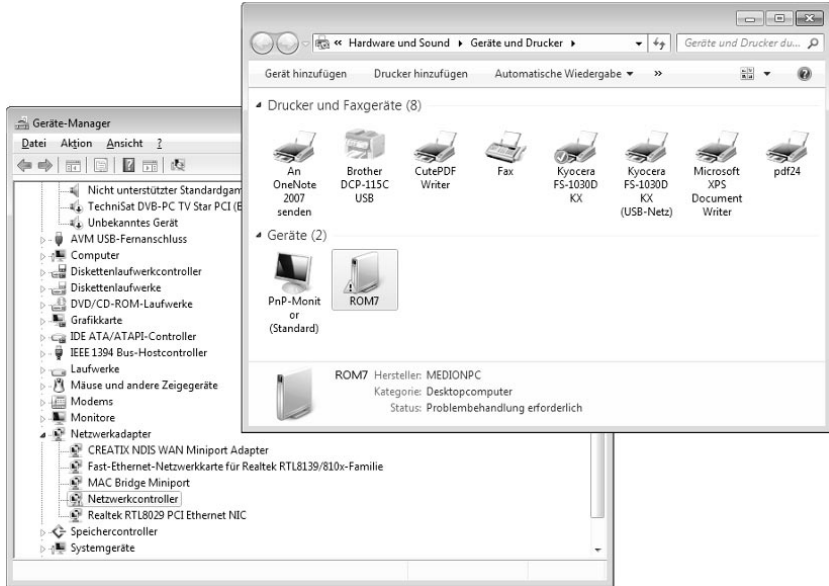 « Hardware und Sound ▸ Geräte und Drucker ▸
Geräte und Drucker du...
Gerät hinzufügen Drucker hinzufügen Automatische Wiedergabe ▼ »
Drucker und Faxgeräte (8)
An
OneNote
2007
senden
Brother
DCP-115C
USB
CutePDF
Writer
Fax
Kyocera
FS-1030D
KX
Kyocera
FS-1030D
KX
(USB-Netz)
Microsoft
XPS
Document
Writer
pdf24
Geräte (2)
PnP-Monit
or
(Standard)
ROM7
ROM7 Hersteller: MEDIONPC
Kategorie: Desktopcomputer
Status: Problembehandlung erforderlich
Geräte-Manager
Datei Aktion Ansicht ?
Nicht unterstützter Standardgam
TechniSat DVB-PC TV Star PCI (E
Unbekanntes Gerät
AVM USB-Fernanschluss
Computer
Diskettenlaufwerkcontroller
Diskettenlaufwerke
DVD/CD-ROM-Laufwerke
Grafikkarte
IDE ATA/ATAPI-Controller
IEEE 1394 Bus-Hostcontroller
Laufwerke
Mäuse und andere Zeigegeräte
Modems
Monitore
Netzwerkadapter
CREATIX NDIS WAN Miniport Adapter
Fast-Ethernet-Netzwerkkarte für Realtek RTL8139/810x-Familie
MAC Bridge Miniport
Netzwerkcontroller
Realtek RTL8029 PCI Ethernet NIC
Speichercontroller
Systemgeräte